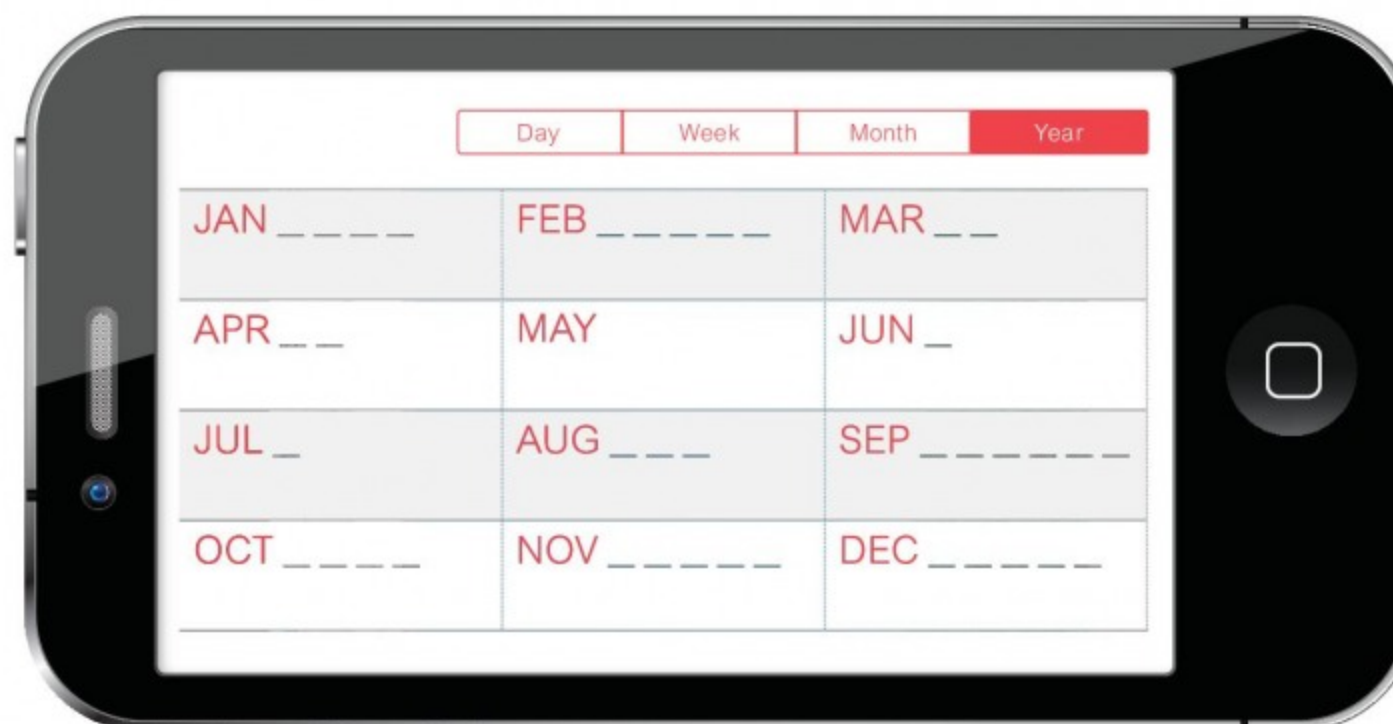 Day Week Month Year
JAN _ _ _ _ FEB _ _ _ _ _ MAR _ _
APR _ _ MAY JUN _
JUL _ AUG _ _ _ SEP _ _ _ _ _ _
OCT _ _ _ _ NOV _ _ _ _ _ DEC _ _ _ _ _